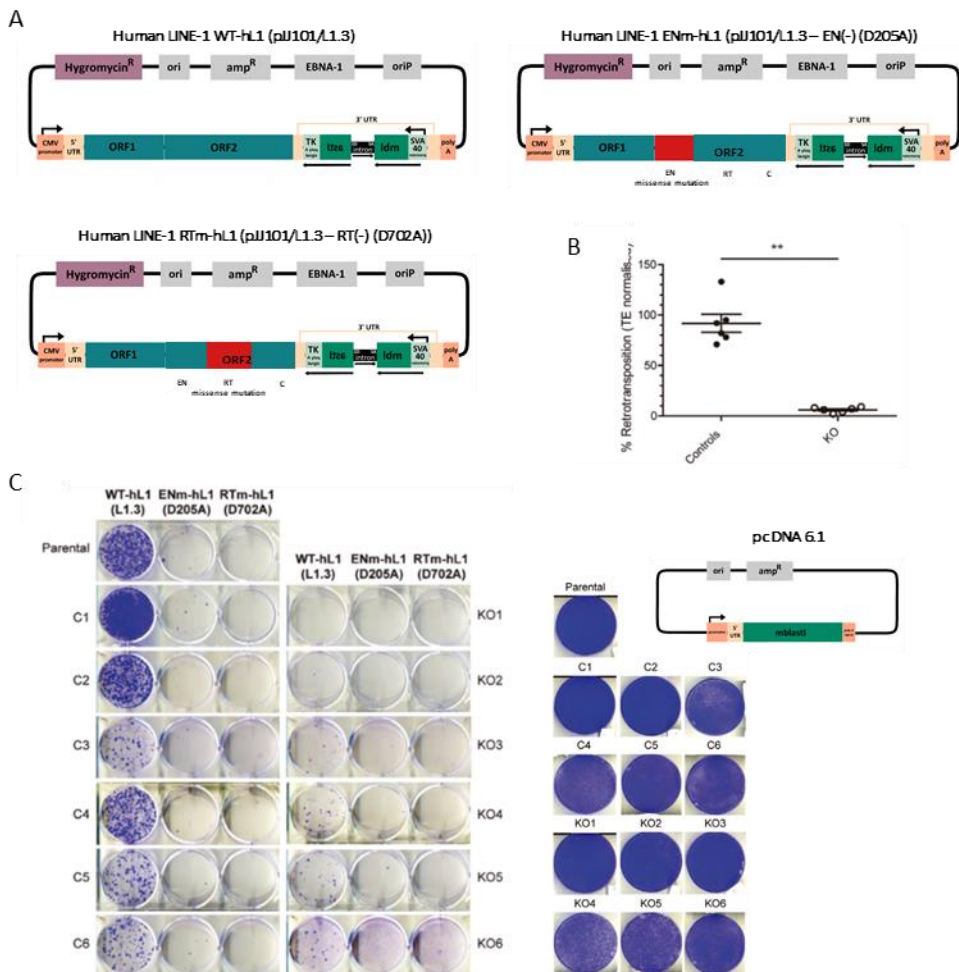 A
Human LINE-1 WT-hL1 (pJJ101/L1.3)
Hygromycin^R ori amp^R EBNA-1 oriP
3' UTR
CMV promoter 5' UTR ORF1 ORF2 TK intron SVA 40 poly A
Human LINE-1 ENm-hL1 (pJJ101/L1.3– EN(-) (D205A))
Hygromycin^R ori amp^R EBNA-1 oriP
3' UTR
CMV promoter 5' UTR ORF1 ORF2 TK intron SVA 40 poly A
EN RT C
missense mutation
Human LINE-1 RTm-hL1 (pJJ101/L1.3– RT(-) (D702A))
Hygromycin^R ori amp^R EBNA-1 oriP
3' UTR
CMV promoter 5' UTR ORF1 ORF2 TK intron SVA 40 poly A
EN RT C
missense mutation
B
% Retrotransposition (TE
**
150
100
50
0
Controls KO
C
WT-hL1 (L1.3) ENm-hL1 (D205A) RTm-hL1 (D702A)
Parental
WT-hL1 (L1.3) ENm-hL1 (D205A) RTm-hL1 (D702A)
C1 KO1
C2 KO2
C3 KO3
C4 KO4
C5 KO5
C6 KO6
pcDNA 6.1
ori amp^R
promoter 5' UTR mblastI
Parental
C1 C2 C3
C4 C5 C6
KO1 KO2 KO3
KO4 KO5 KO6